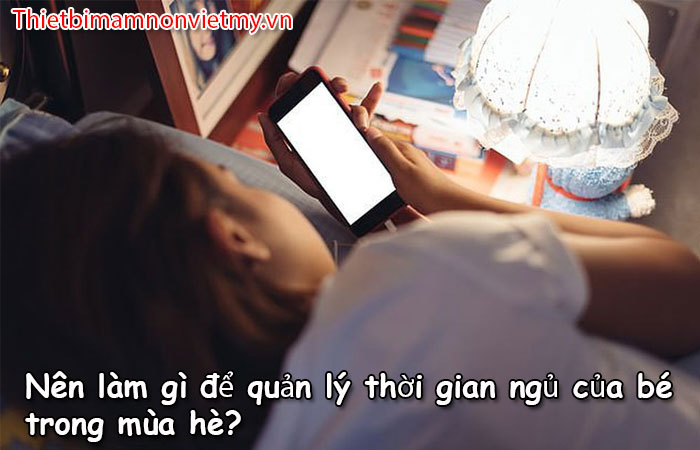 Thietbimamnonvietmy.vn
Nên làm gì để quản lý thời gian ngủ của bé
trong mùa hè?